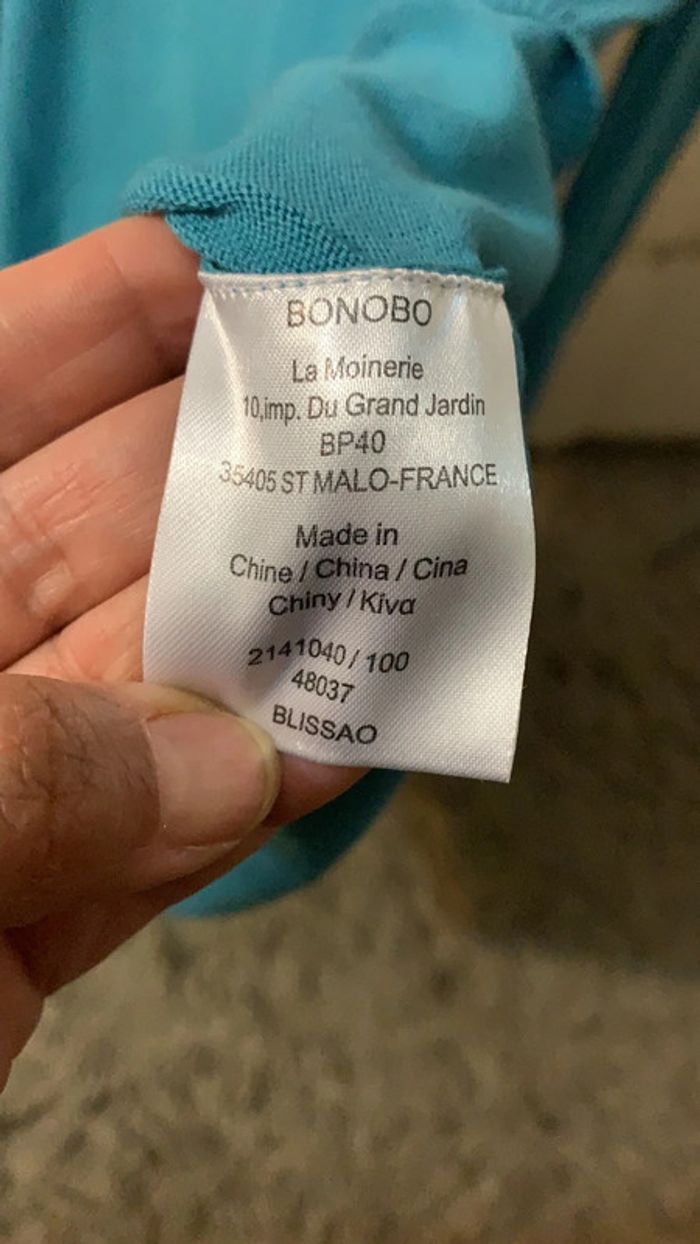 BONOBO
La Moinerie
10,imp. Du Grand Jardin
BP40
35405 ST MALO-FRANCE
Made in
Chine / China / Cina
Chiny / Kίνα
2141040 / 100
48037
BLISSAO